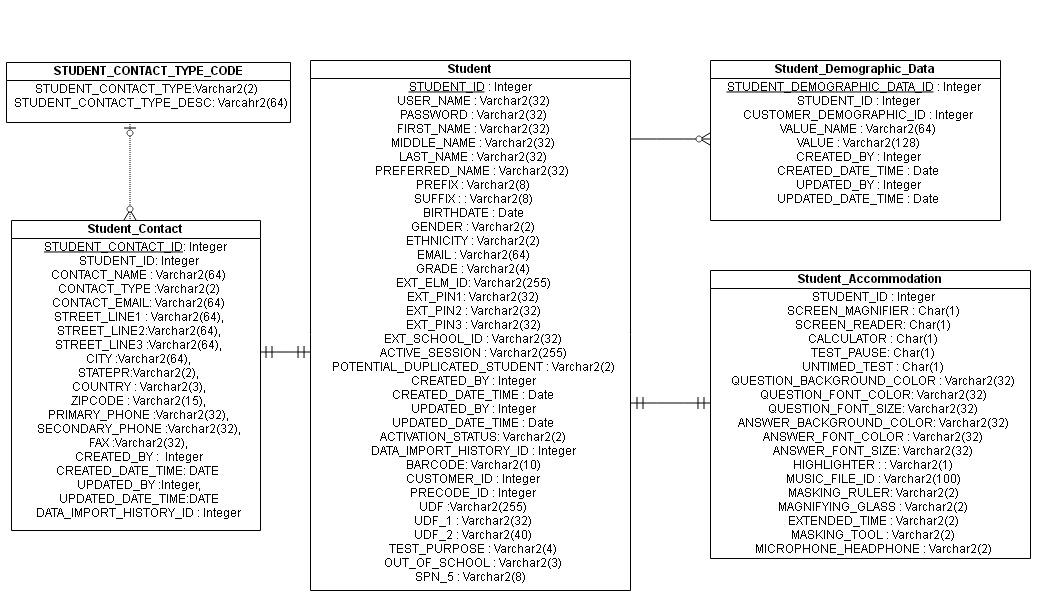 STUDENT_CONTACT_TYPE_CODE
STUDENT_CONTACT_TYPE:Varchar2(2)
STUDENT_CONTACT_TYPE_DESC: Varcahr2(64)
Student_Contact
STUDENT_CONTACT_ID: Integer
STUDENT_ID: Integer
CONTACT_NAME : Varchar2(64)
CONTACT_TYPE :Varchar2(2)
CONTACT_EMAIL: Varchar2(64)
STREET_LINE1 : Varchar2(64),
STREET_LINE2:Varchar2(64),
STREET_LINE3 :Varchar2(64),
CITY :Varchar2(64),
STATEPR:Varchar2(2),
COUNTRY : Varchar2(3),
ZIPCODE : Varchar2(15),
PRIMARY_PHONE :Varchar2(32),
SECONDARY_PHONE :Varchar2(32),
FAX:Varchar2(32),
CREATED_BY : Integer
CREATED_DATE_TIME: DATE
UPDATED_BY :Integer,
UPDATED_DATE_TIME:DATE
DATA_IMPORT_HISTORY_ID : Integer
Student
STUDENT_ID : Integer
USER_NAME : Varchar2(32)
PASSWORD : Varchar2(32)
FIRST_NAME : Varchar2(32)
MIDDLE_NAME : Varchar2(32)
LAST_NAME : Varchar2(32)
PREFERRED_NAME : Varchar2(32)
PREFIX : Varchar2(8)
SUFFIX : : Varchar2(8)
BIRTHDATE : Date
GENDER : Varchar2(2)
ETHNICITY : Varchar2(2)
EMAIL : Varchar2(64)
GRADE : Varchar2(4)
EXT_ELM_ID: Varchar2(255)
EXT_PIN1: Varchar2(32)
EXT_PIN2 : Varchar2(32)
EXT_PIN3 : Varchar2(32)
EXT_SCHOOL_ID : Varchar2(32)
ACTIVE_SESSION : Varchar2(255)
POTENTIAL_DUPLICATED_STUDENT : Varchar2(2)
CREATED_BY : Integer
CREATED_DATE_TIME : Date
UPDATED_BY : Integer
UPDATED_DATE_TIME : Date
ACTIVATION_STATUS: Varchar2(2)
DATA_IMPORT_HISTORY_ID : Integer
BARCODE: Varchar2(10)
CUSTOMER_ID : Integer
PRECODE_ID : Integer
UDF :Varchar2(255)
UDF_1 : Varchar2(32)
UDF_2 : Varchar2(40)
TEST_PURPOSE : Varchar2(4)
OUT_OF_SCHOOL : Varchar2(3)
SPN_5 : Varchar2(8)
Student_Demographic_Data
STUDENT_DEMOGRAPHIC_DATA_ID : Integer
STUDENT_ID : Integer
CUSTOMER_DEMOGRAPHIC_ID : Integer
VALUE_NAME : Varchar2(64)
VALUE : Varchar2(128)
CREATED_BY : Integer
CREATED_DATE_TIME : Date
UPDATED_BY : Integer
UPDATED_DATE_TIME : Date
Student_Accommodation
STUDENT_ID : Integer
SCREEN_MAGNIFIER : Char(1)
SCREEN_READER: Char(1)
CALCULATOR : Char(1)
TEST_PAUSE: Char(1)
UNTIMED_TEST : Char(1)
QUESTION_BACKGROUND_COLOR : Varchar2(32)
QUESTION_FONT_COLOR: Varchar2(32)
QUESTION_FONT_SIZE: Varchar2(32)
ANSWER_BACKGROUND_COLOR: Varchar2(32)
ANSWER_FONT_COLOR : Varchar2(32)
ANSWER_FONT_SIZE: Varchar2(32)
HIGHLIGHTER : : Varchar2(1)
MUSIC_FILE_ID : Varchar2(100)
MASKING_RULER: Varchar2(2)
MAGNIFYING_GLASS : Varchar2(2)
EXTENDED_TIME : Varchar2(2)
MASKING_TOOL : Varchar2(2)
MICROPHONE_HEADPHONE : Varchar2(2)